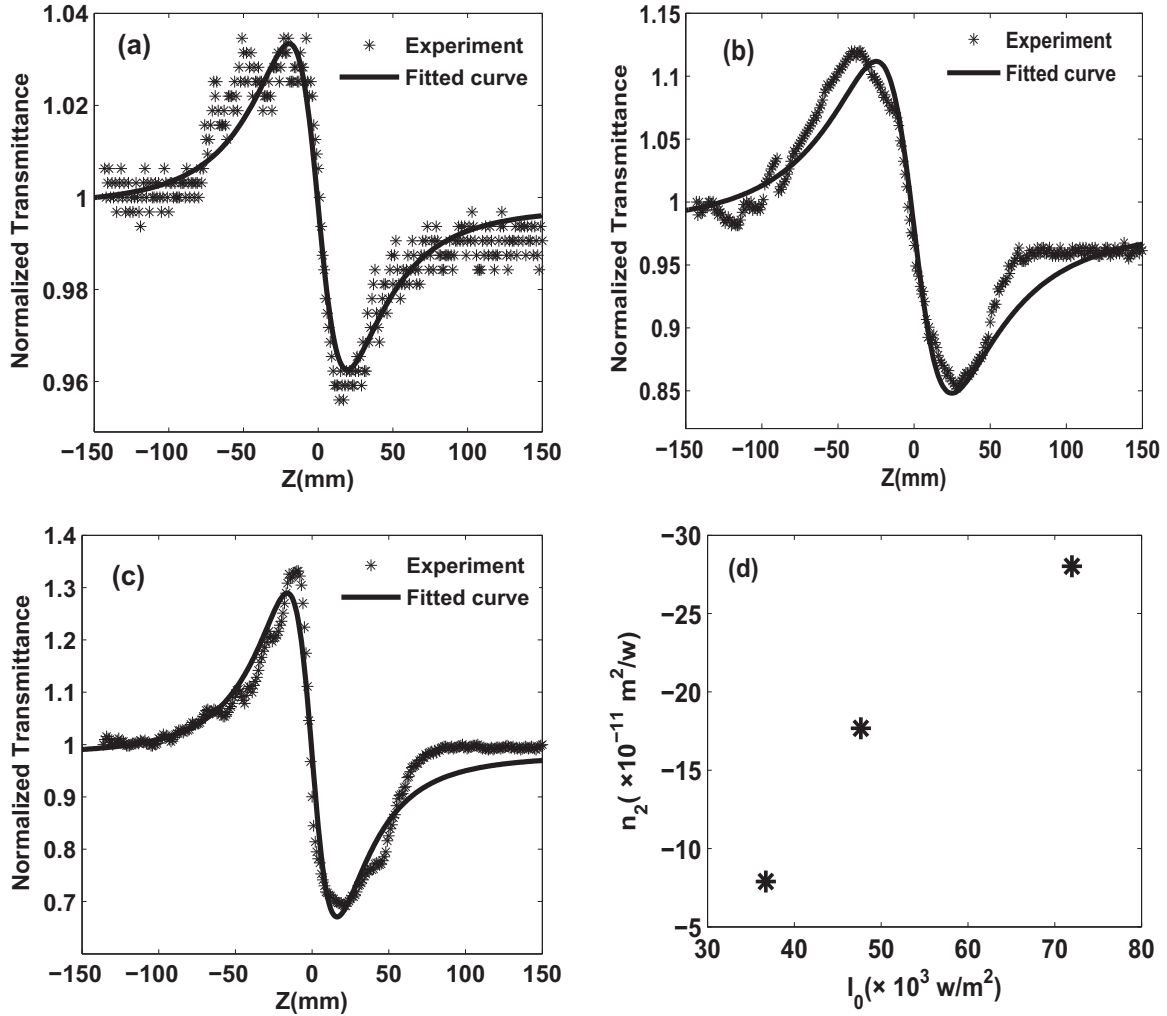 (a)
Experiment
Fitted curve
1.04
1.02
1
0.98
0.96
−150
−100
−50
0
50
100
150
Normalized Transmittance
Z(mm)
(b)
Experiment
Fitted curve
1.15
1.1
1.05
1
0.95
0.9
0.85
−150
−100
−50
0
50
100
150
Normalized Transmittance
Z(mm)
(c)
Experiment
Fitted curve
1.4
1.3
1.2
1.1
1
0.9
0.8
0.7
−150
−100
−50
0
50
100
150
Normalized Transmittance
Z(mm)
(d)
−30
−25
−20
−15
−10
−5
30
40
50
60
70
80
n₂( ×10⁻¹¹ m²/w)
I₀(× 10³ w/m²)